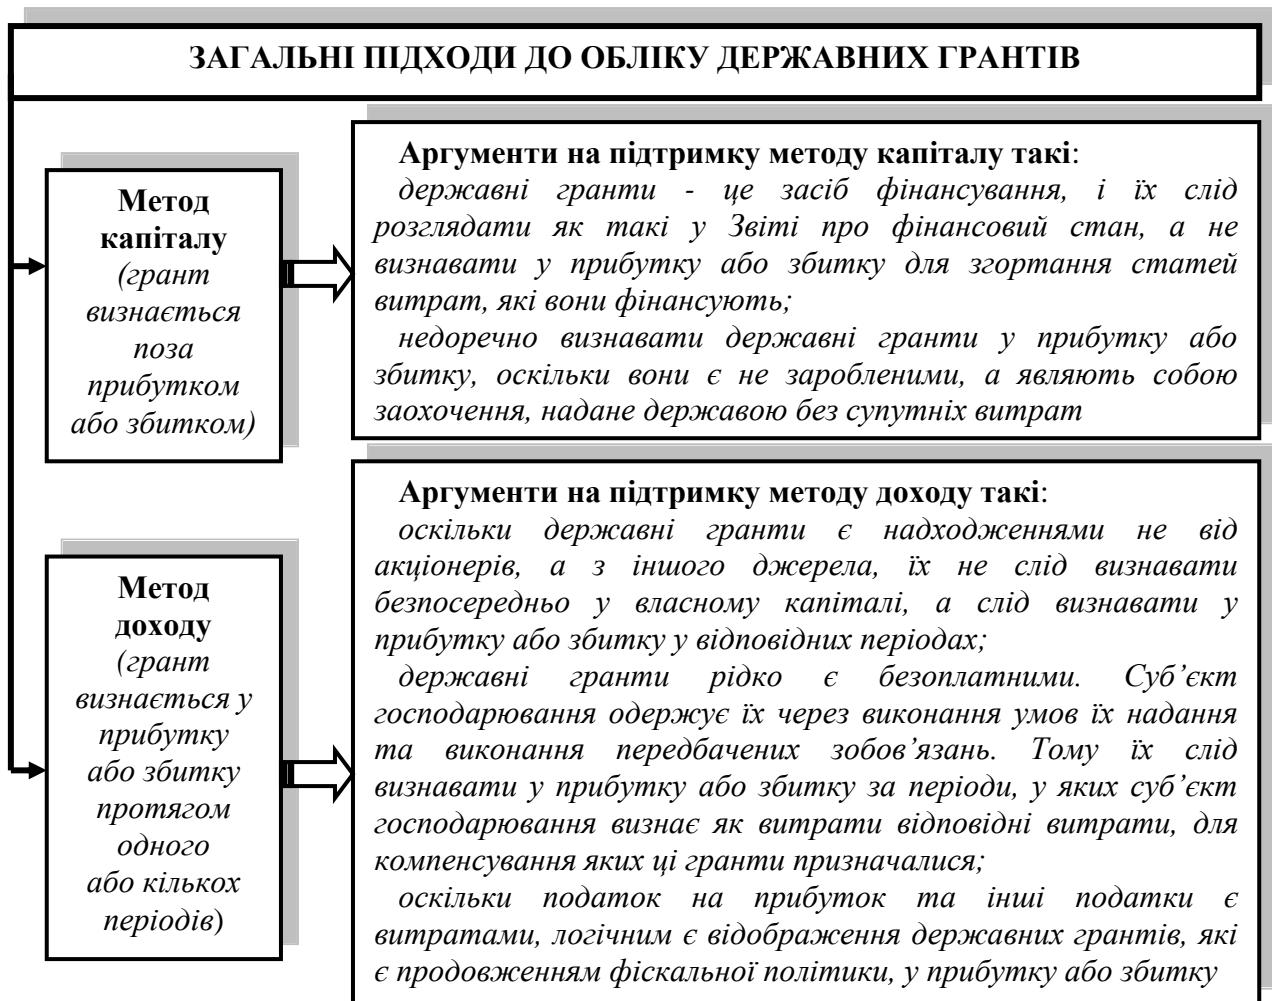 ЗАГАЛЬНІ ПІДХОДИ ДО ОБЛІКУ ДЕРЖАВНИХ ГРАНТІВ
Метод
капіталу
(грант
визнається
поза
прибутком
або збитком)
Аргументи на підтримку методу капіталу такі:
державні гранти - це засіб фінансування, і їх слід
розглядати як такі у Звіті про фінансовий стан, а не
визнавати у прибутку або збитку для згортання статей
витрат, які вони фінансують;
недоречно визнавати державні гранти у прибутку або
збитку, оскільки вони є не заробленими, а являють собою
заохочення, надане державою без супутніх витрат
Метод
доходу
(грант
визнається у
прибутку
або збитку
протягом
одного
або кількох
періодів)
Аргументи на підтримку методу доходу такі:
оскільки державні гранти є надходженнями не від
акціонерів, а з іншого джерела, їх не слід визнавати
безпосередньо у власному капіталі, а слід визнавати у
прибутку або збитку у відповідних періодах;
державні гранти рідко є безоплатними. Суб’єкт
господарювання одержує їх через виконання умов їх надання
та виконання передбачених зобов’язань. Тому їх слід
визнавати у прибутку або збитку за періоди, у яких суб’єкт
господарювання визнає як витрати відповідні витрати, для
компенсування яких ці гранти призначалися;
оскільки податок на прибуток та інші податки є
витратами, логічним є відображення державних грантів, які
є продовженням фіскальної політики, у прибутку або збитку